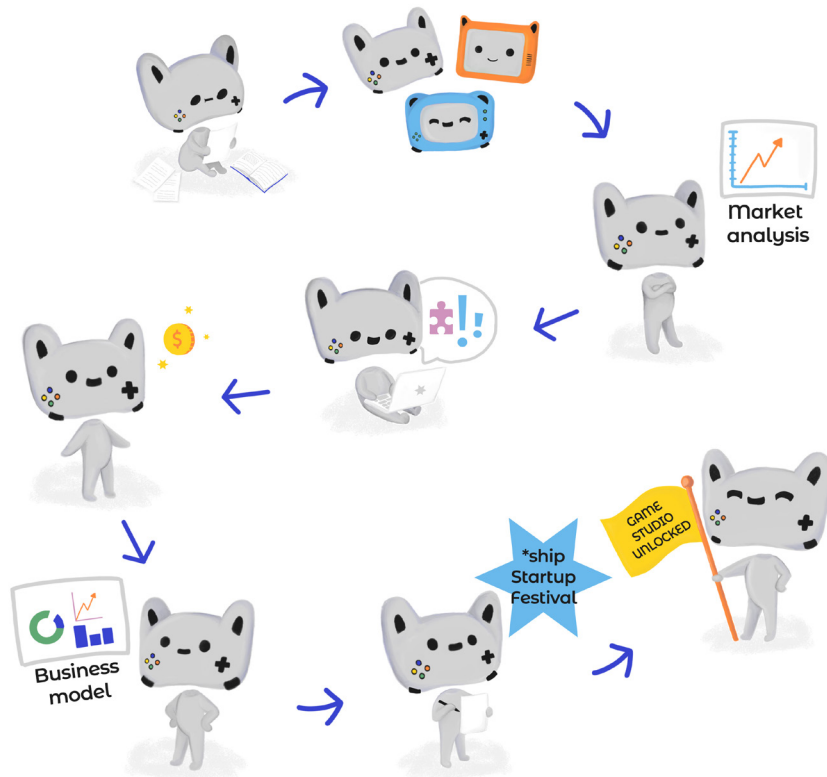 Market
analysis
GAME
STUDIO
UNLOCKED
*ship
Startup
Festival
Business
model